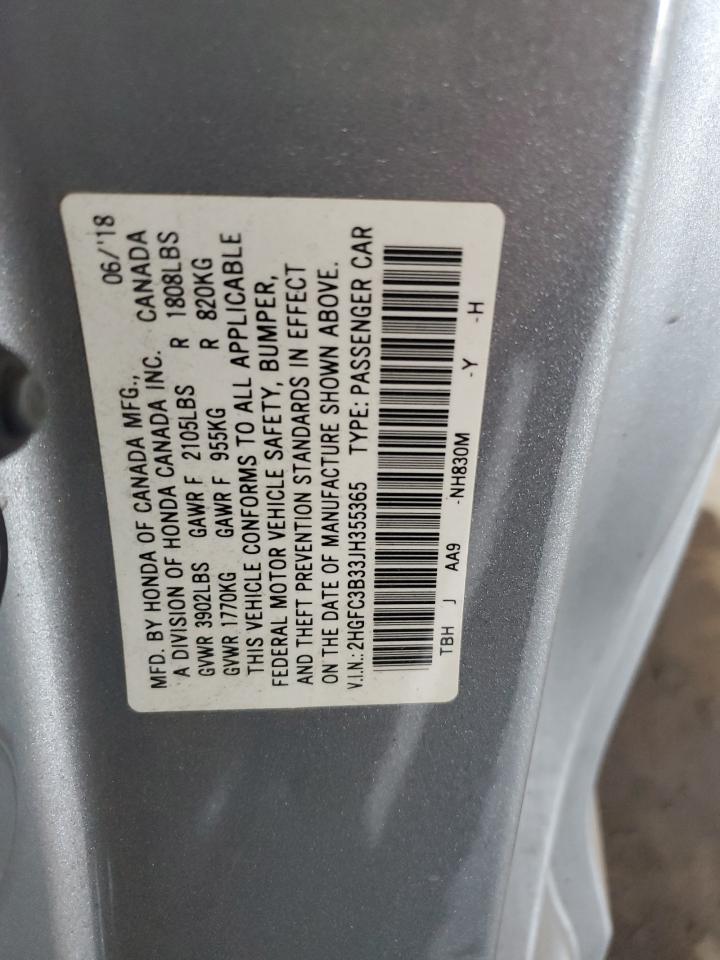 06/'18
MFD. BY HONDA OF CANADA MFG.,
A DIVISION OF HONDA CANADA INC. CANADA
GVWR 3902LBS GAWR F 2105LBS R 1808LBS
GVWR 1770KG GAWR F 955KG R 820KG
THIS VEHICLE CONFORMS TO ALL APPLICABLE
FEDERAL MOTOR VEHICLE SAFETY, BUMPER,
AND THEFT PREVENTION STANDARDS IN EFFECT
ON THE DATE OF MANUFACTURE SHOWN ABOVE.
V.I.N.: 2HGFC3B33JH355365 TYPE: PASSENGER CAR
TBH J AA9 -NH830M -Y -H